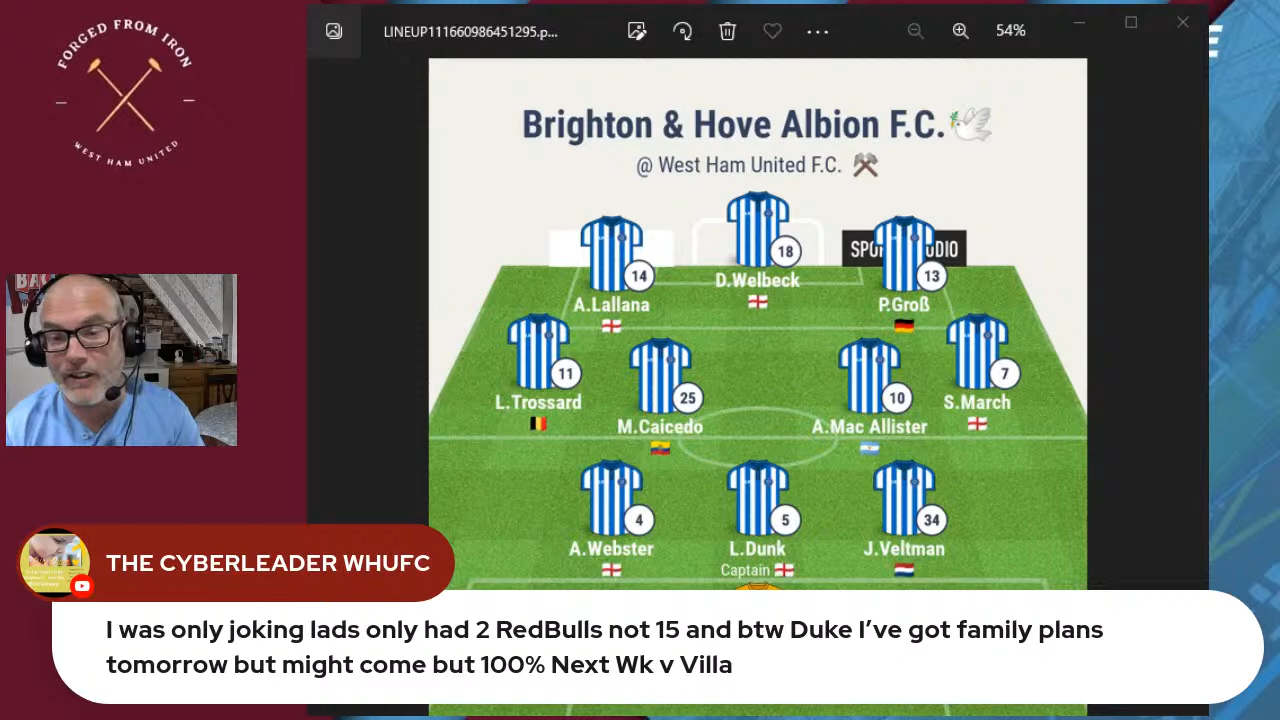 FORGED FROM IRON
WEST HAM UNITED
LINEUP111660986451295.p...
54%
Brighton & Hove Albion F.C.
@ West Ham United F.C.
18
D.Welbeck
14
A.Lallana
13
P.Groß
11
L.Trossard
25
M.Caicedo
10
A.Mac Allister
7
S.March
4
A.Webster
5
L.Dunk
Captain
34
J.Veltman
THE CYBERLEADER WHUFC
I was only joking lads only had 2 RedBulls not 15 and btw Duke I’ve got family plans
tomorrow but might come but 100% Next Wk v Villa